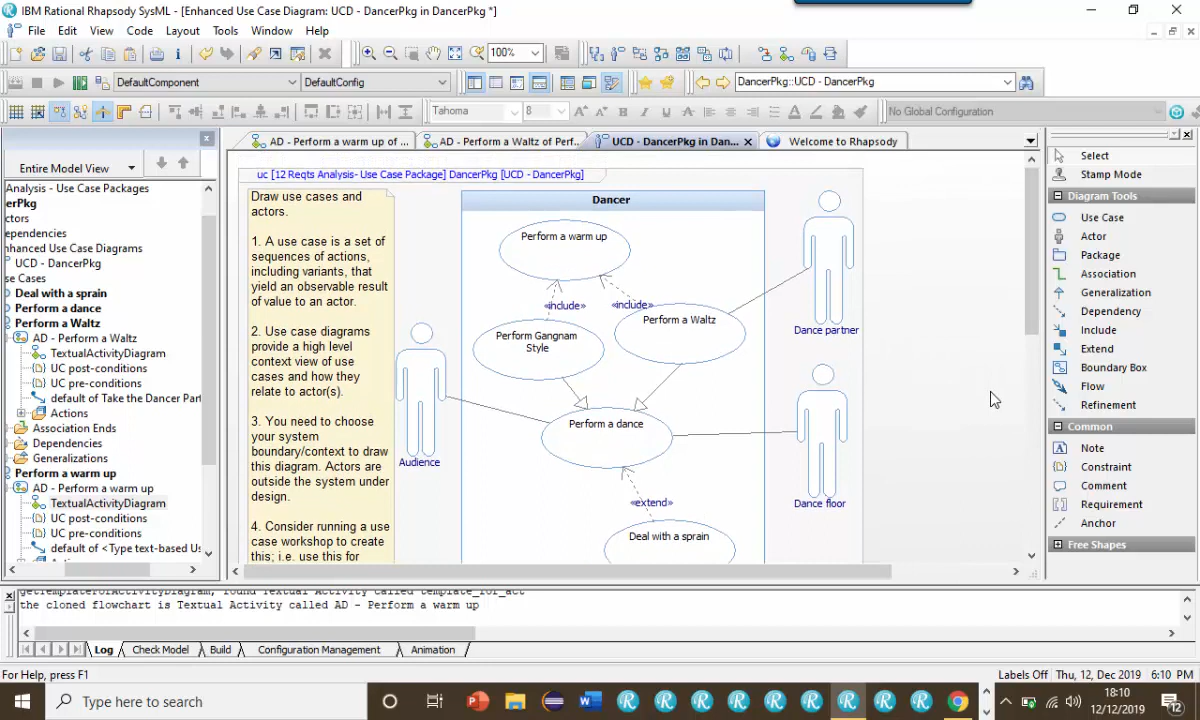 IBM Rational Rhapsody SysML - [Enhanced Use Case Diagram: UCD - DancerPkg in DancerPkg *]
File Edit View Code Layout Tools Window Help
100%
DefaultComponent DefaultConfig DancerPkg::UCD - DancerPkg
Tahoma 8 No Global Configuration
Entire Model View
Analysis - Use Case Packages
erPkg
ctors
ependencies
nhanced Use Case Diagrams
UCD - DancerPkg
se Cases
Deal with a sprain
Perform a dance
Perform a Waltz
AD - Perform a Waltz
TextualActivityDiagram
UC post-conditions
UC pre-conditions
default of Take the Dancer Part
Actions
Association Ends
Dependencies
Generalizations
Perform a warm up
AD - Perform a warm up
TextualActivityDiagram
UC post-conditions
UC pre-conditions
default of <Type text-based Us
AD - Perform a warm up of ... AD - Perform a Waltz of Perf... UCD - DancerPkg in Dan... Welcome to Rhapsody
uc [12 Reqts Analysis- Use Case Package] DancerPkg [UCD - DancerPkg]
Draw use cases and
actors.
1. A use case is a set of
sequences of actions,
including variants, that
yield an observable result
of value to an actor.
2. Use case diagrams
provide a high level
context view of use
cases and how they
relate to actor(s).
3. You need to choose
your system
boundary/context to draw
this diagram. Actors are
outside the system under
design.
4. Consider running a use
case workshop to create
this; i.e. use this for
Dancer
Perform a warm up
«include»
«include»
Perform Gangnam
Style
Perform a Waltz
Dance partner
Perform a dance
Audience
Dance floor
«extend»
Deal with a sprain
Select
Stamp Mode
Diagram Tools
Use Case
Actor
Package
Association
Generalization
Dependency
Include
Extend
Boundary Box
Flow
Refinement
Common
Note
Constraint
Comment
Requirement
Anchor
Free Shapes
getTemplateForActivityDiagram, found Textual Activity called template_for_act
the cloned flowchart is Textual Activity called AD - Perform a warm up
Log Check Model Build Configuration Management Animation
For Help, press F1
Labels Off Thu, 12, Dec 2019 6:10 PM
Type here to search
18:10
12/12/2019
12